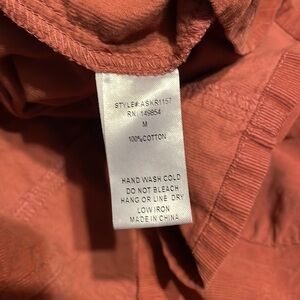 STYLE#:ASKR1157
RN: 149654
M
100%COTTON
HAND WASH COLD
DO NOT BLEACH
HANG OR LINE DRY
LOW IRON
MADE IN CHINA